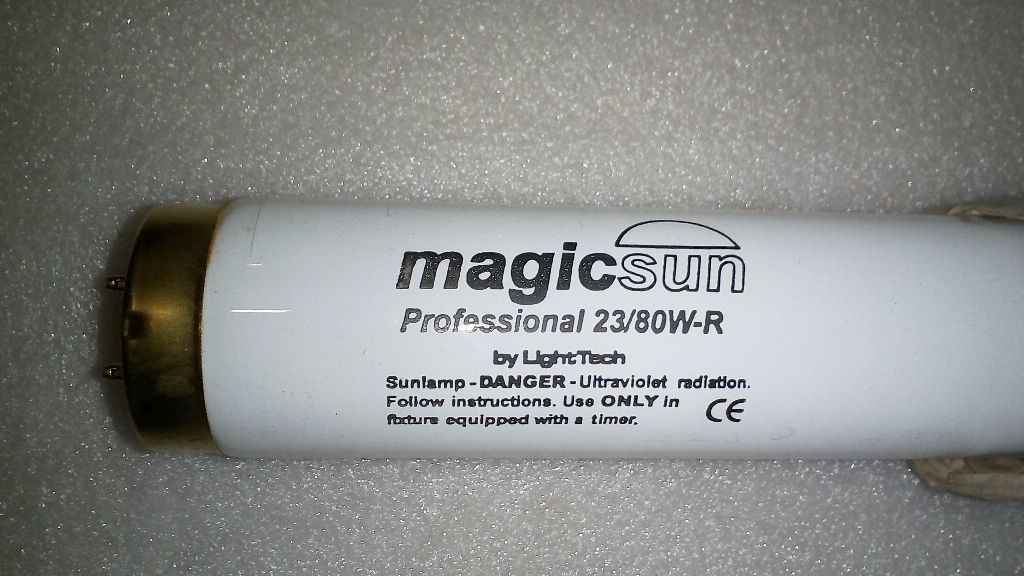 magicsun
Professional 23/80W-R
by LightTech
Sunlamp - DANGER - Ultraviolet radiation.
Follow instructions. Use ONLY in
fixture equipped with a timer.
CE